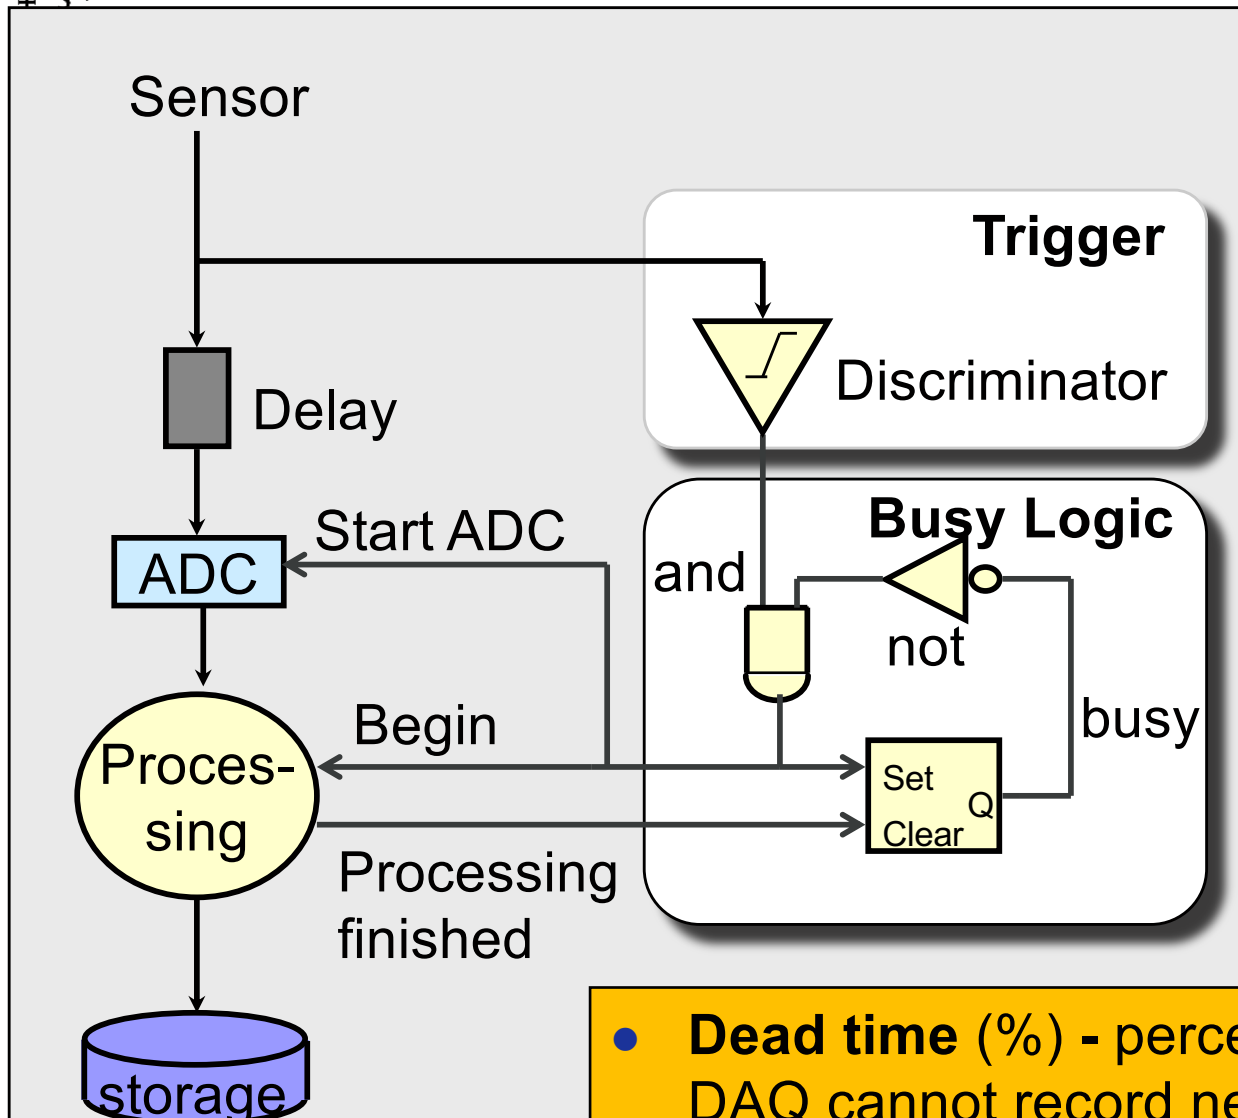 Sensor
Trigger
Discriminator
Delay
Start ADC
Busy Logic
ADC
and
not
Begin
busy
Proces-
sing
Set
Q
Clear
Processing
finished
storage
● Dead time (%) - perce
DAQ cannot record ne